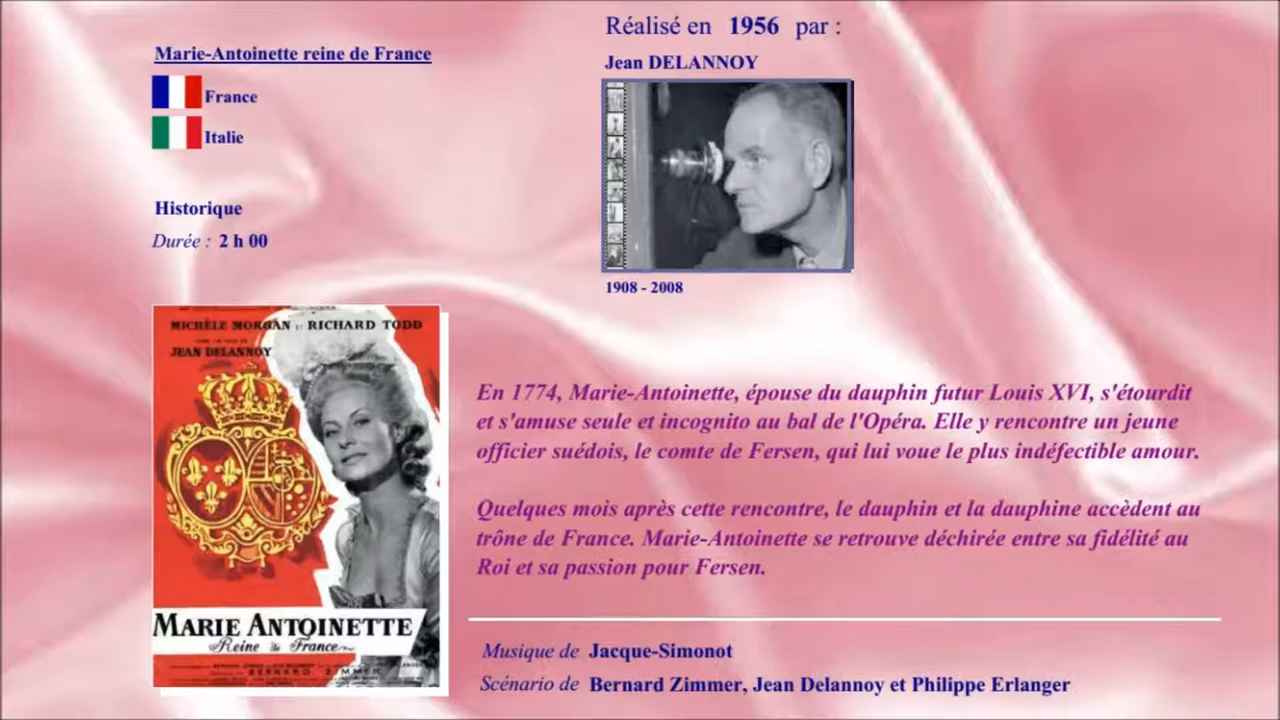 Marie-Antoinette reine de France
France
Italie
Historique
Durée : 2 h 00
Réalisé en 1956 par :
Jean DELANNOY
1908 - 2008
MICHÈLE MORGAN ET RICHARD TODD
JEAN DELANNOY
MARIE ANTOINETTE
Reine de France
BERNARD ZIMMER
En 1774, Marie-Antoinette, épouse du dauphin futur Louis XVI, s'étourdit
et s'amuse seule et incognito au bal de l'Opéra. Elle y rencontre un jeune
officier suédois, le comte de Fersen, qui lui voue le plus indéfectible amour.
Quelques mois après cette rencontre, le dauphin et la dauphine accèdent au
trône de France. Marie-Antoinette se retrouve déchirée entre sa fidélité au
Roi et sa passion pour Fersen.
Musique de Jacque-Simonot
Scénario de Bernard Zimmer, Jean Delannoy et Philippe Erlanger